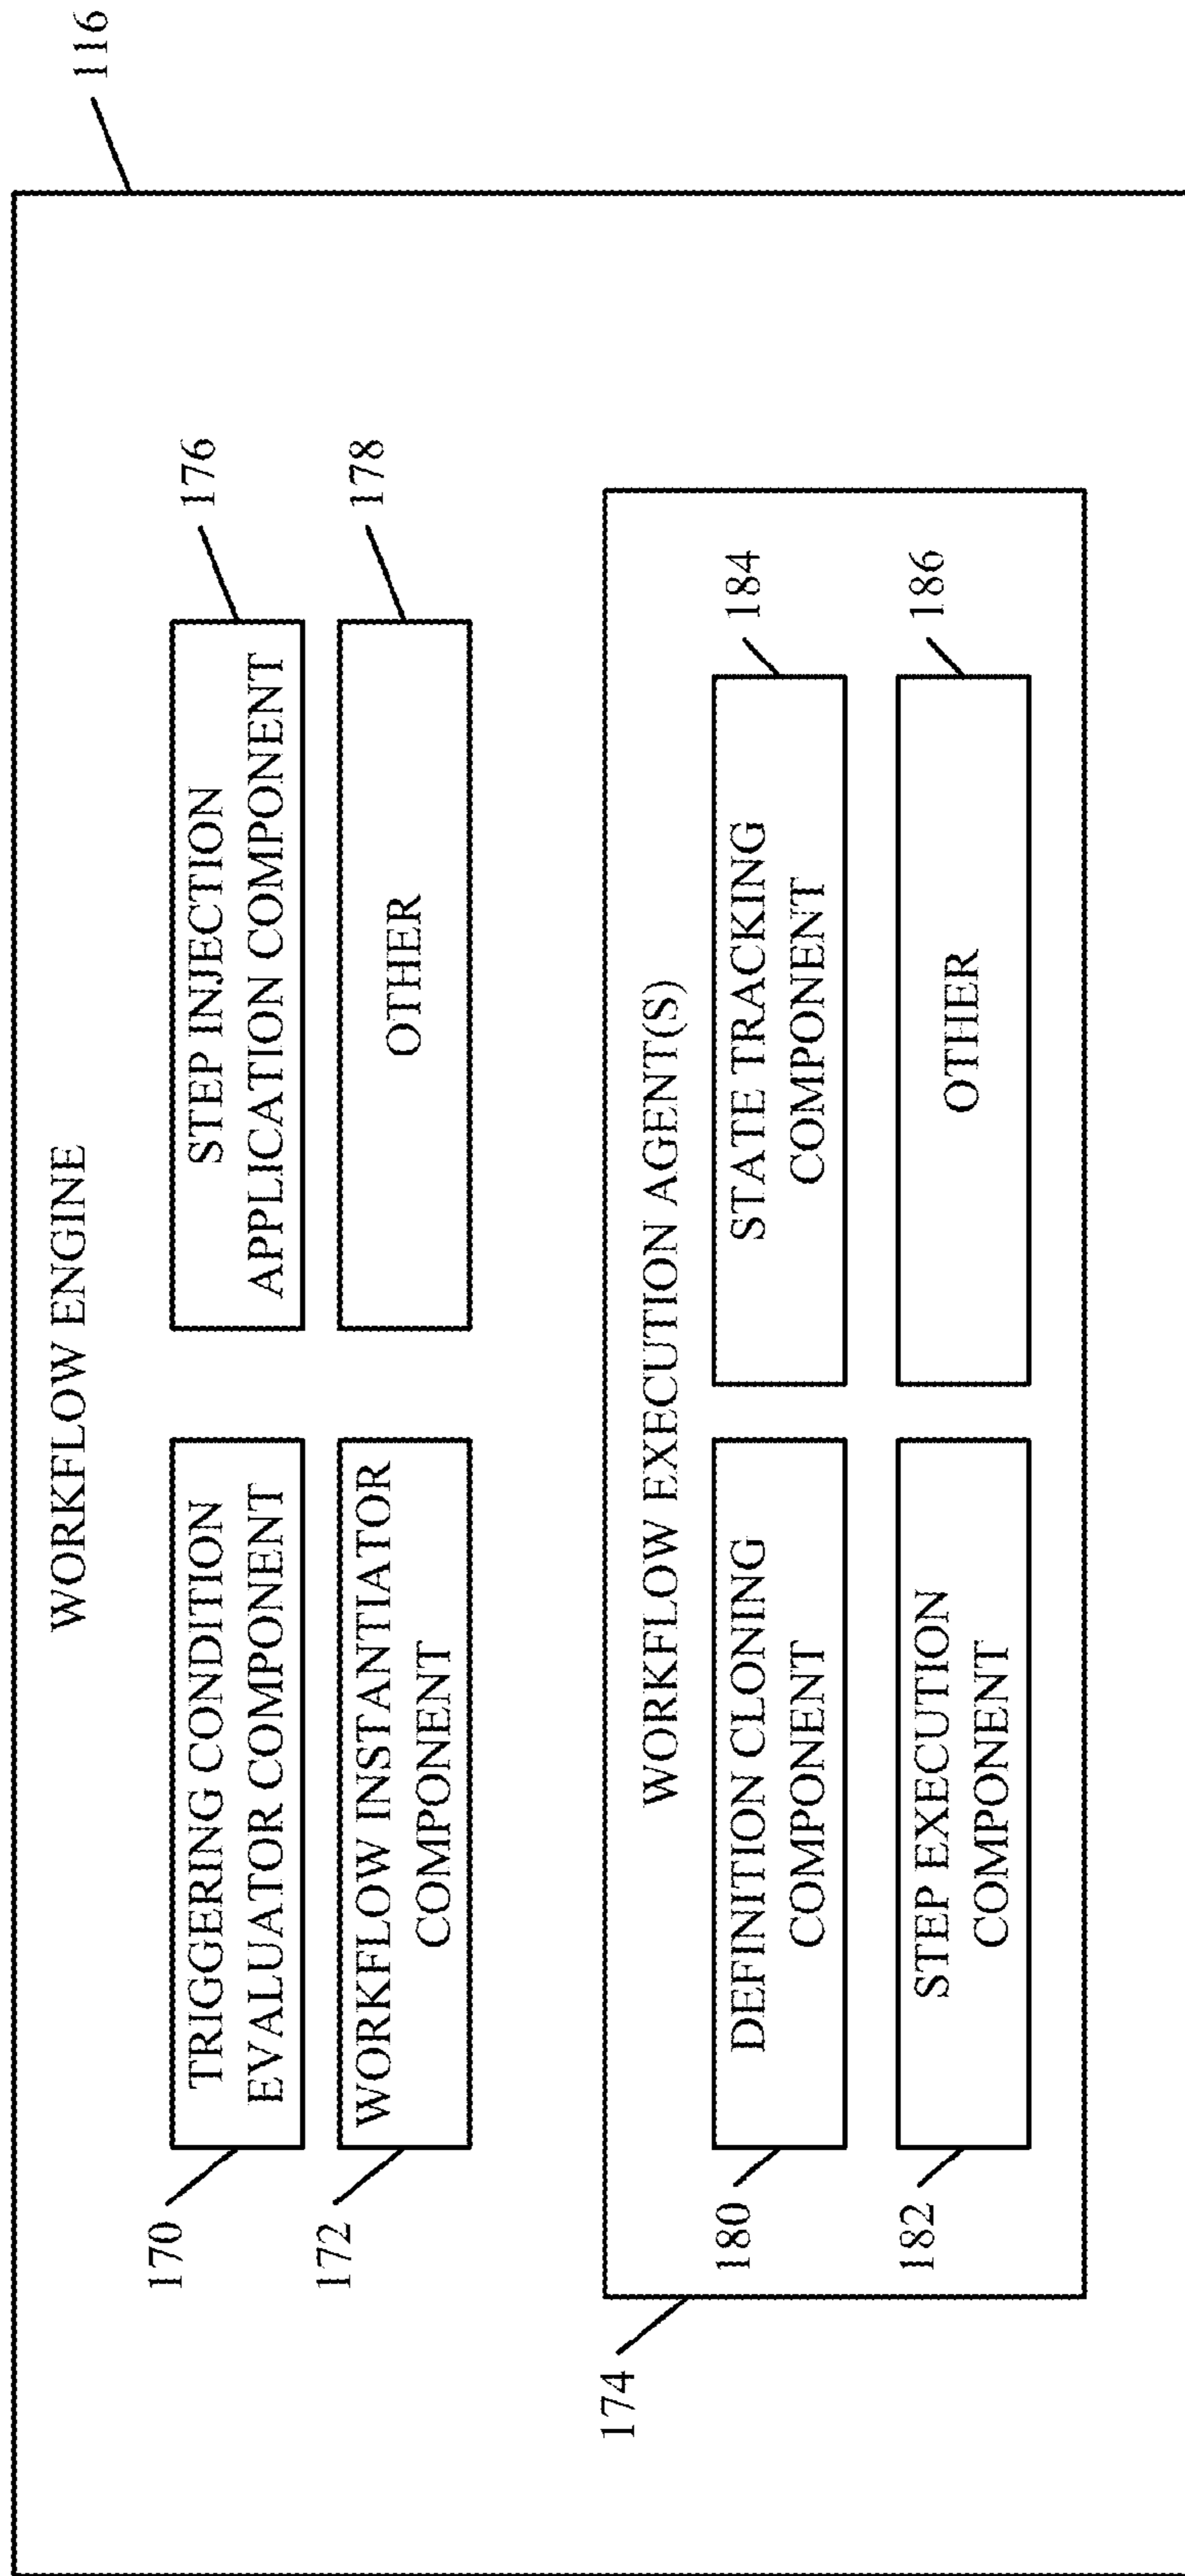 WORKFLOW ENGINE
116
170
TRIGGERING CONDITION
EVALUATOR COMPONENT
STEP INJECTION
APPLICATION COMPONENT
176
172
WORKFLOW INSTANTIATOR
COMPONENT
OTHER
178
174
WORKFLOW EXECUTION AGENT(S)
180
DEFINITION CLONING
COMPONENT
STATE TRACKING
COMPONENT
184
182
STEP EXECUTION
COMPONENT
OTHER
186